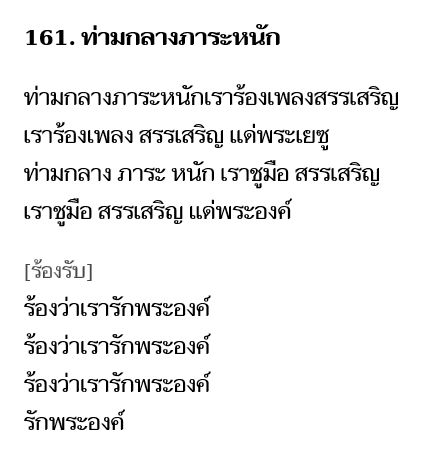 161. ท่ามกลางภาระหนัก
ท่ามกลางภาระหนักเราร้องเพลงสรรเสริญ
เราร้องเพลง สรรเสริญ แด่พระเยซู
ท่ามกลาง ภาระ หนัก เราชูมือ สรรเสริญ
เราชูมือ สรรเสริญ แด่พระองค์
[ร้องรับ]
ร้องว่าเรารักพระองค์
ร้องว่าเรารักพระองค์
ร้องว่าเรารักพระองค์
รักพระองค์